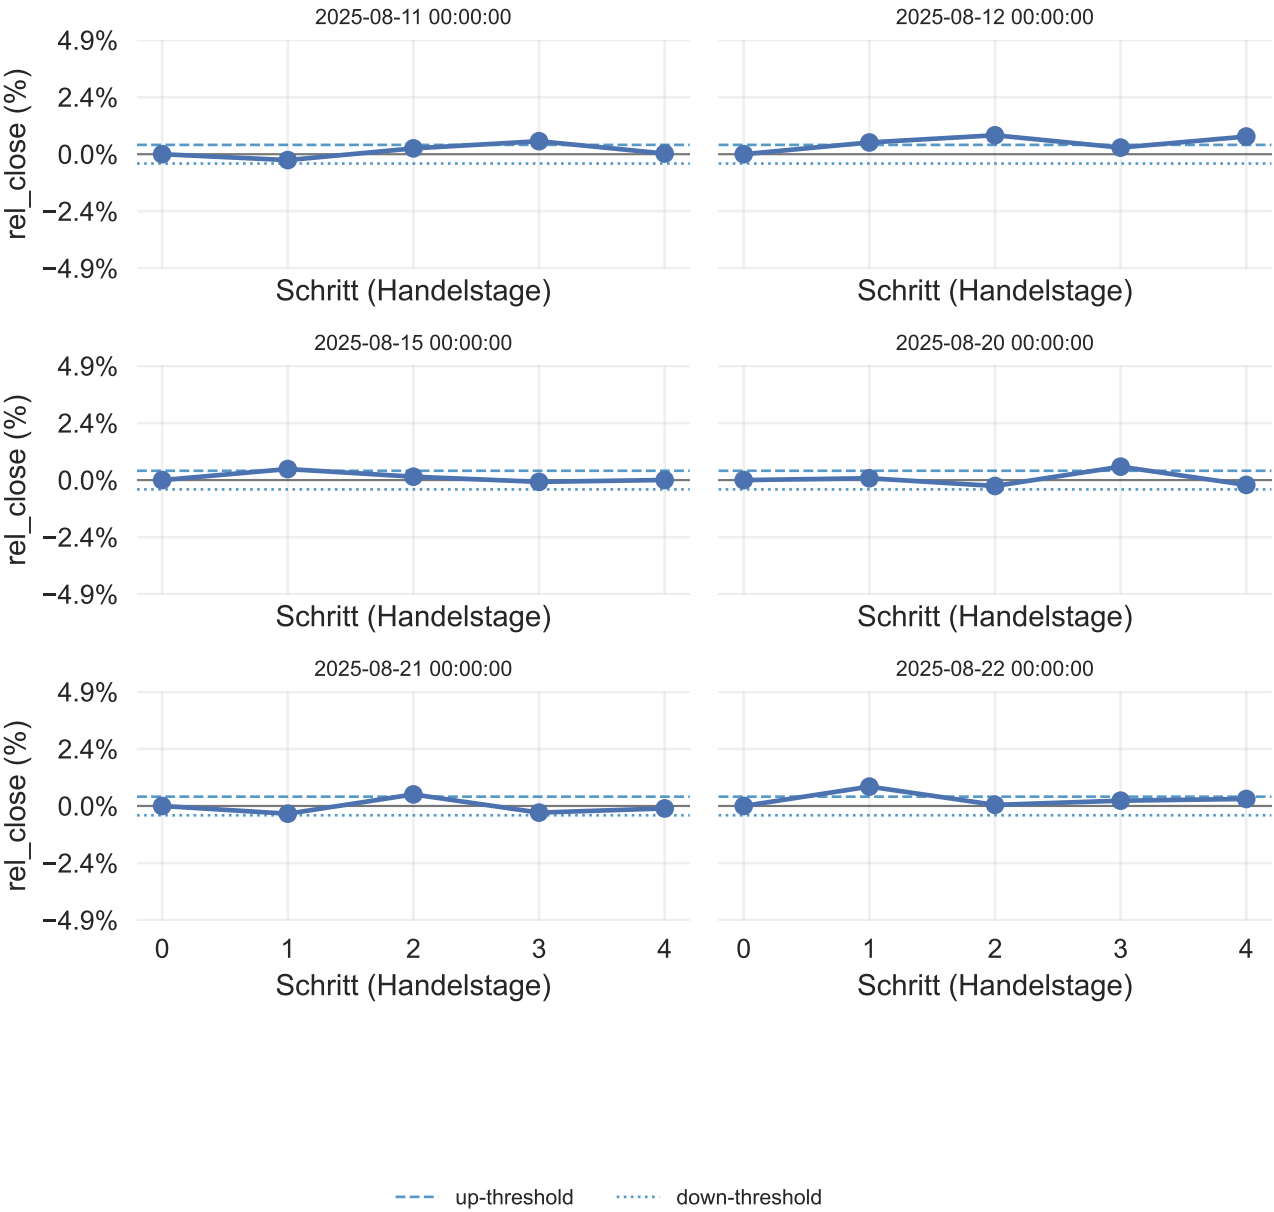 2025-08-11 00:00:00
2025-08-12 00:00:00
4.9%
2.4%
0.0%
−2.4%
−4.9%
rel_close (%)
Schritt (Handelstage)
Schritt (Handelstage)
2025-08-15 00:00:00
2025-08-20 00:00:00
4.9%
2.4%
0.0%
−2.4%
−4.9%
rel_close (%)
Schritt (Handelstage)
Schritt (Handelstage)
2025-08-21 00:00:00
2025-08-22 00:00:00
4.9%
2.4%
0.0%
−2.4%
−4.9%
rel_close (%)
0 1 2 3 4
0 1 2 3 4
Schritt (Handelstage)
Schritt (Handelstage)
up-threshold
down-threshold